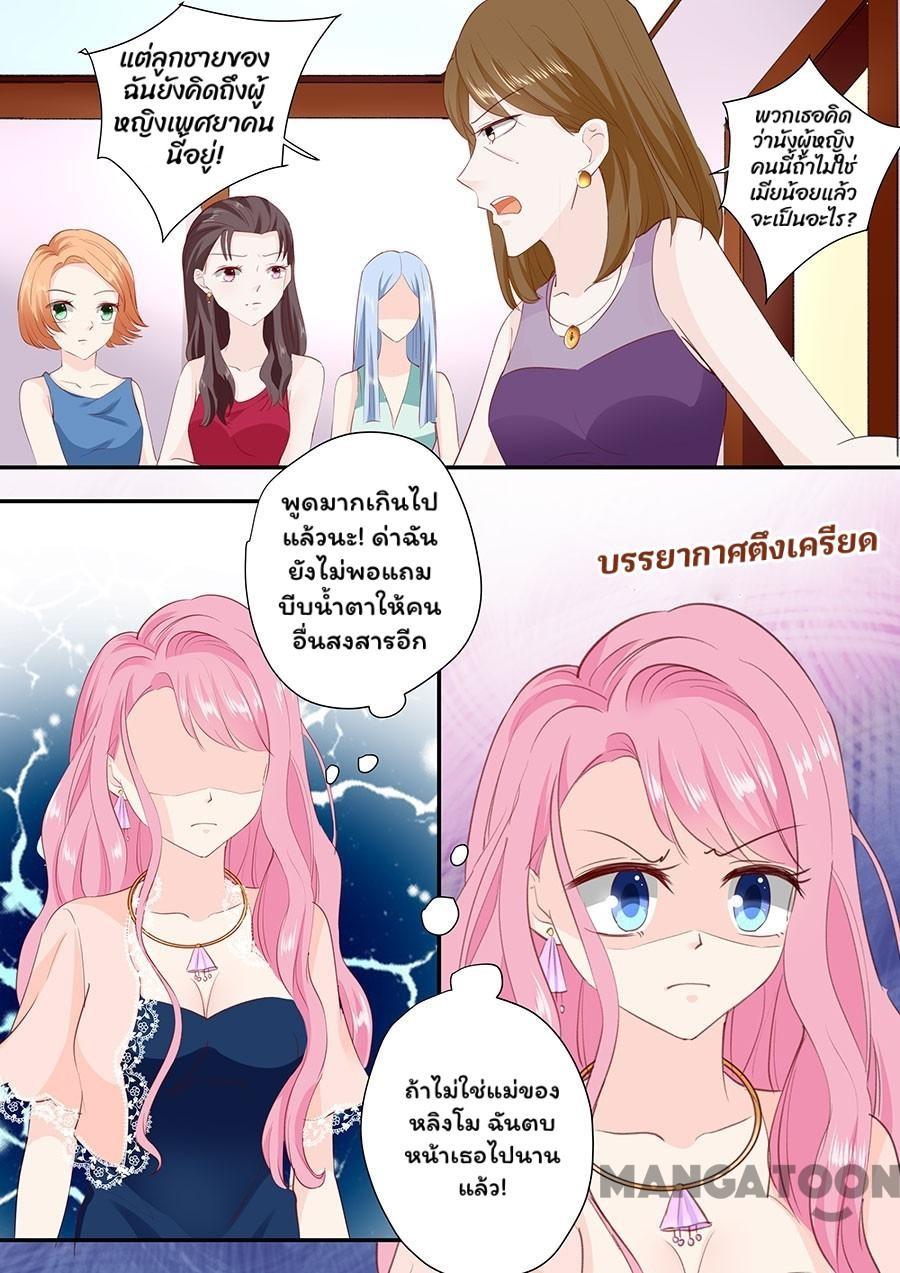 แต่ลูกชายของ
ฉันยังคิดถึงผู้
หญิงเพศยาคน
นี้อยู่!
พวกเธอคิด
ว่านังผู้หญิง
คนนี้ถ้าไม่ใช่
เมียน้อยแล้ว
จะเป็นอะไร?
พูดมากเกินไป
แล้วนะ! ด่าฉัน
ยังไม่พอแถม
บีบน้ำตาให้คน
อื่นสงสารอีก
บรรยากาศตึงเครียด
ถ้าไม่ใช่แม่ของ
หลิงโม ฉันตบ
หน้าเธอไปนาน
แล้ว!
MANGATOON